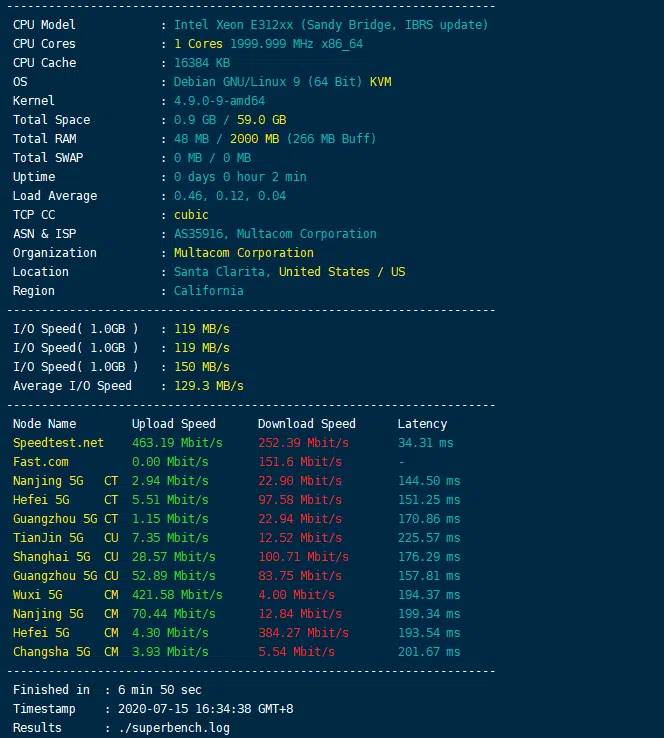 ----------------------------------------------------------------------
CPU Model : Intel Xeon E312xx (Sandy Bridge, IBRS update)
CPU Cores : 1 Cores 1999.999 MHz x86_64
CPU Cache : 16384 KB
OS : Debian GNU/Linux 9 (64 Bit) KVM
Kernel : 4.9.0-9-amd64
Total Space : 0.9 GB / 59.0 GB
Total RAM : 48 MB / 2000 MB (266 MB Buff)
Total SWAP : 0 MB / 0 MB
Uptime : 0 days 0 hour 2 min
Load Average : 0.46, 0.12, 0.04
TCP CC : cubic
ASN & ISP : AS35916, Multacom Corporation
Organization : Multacom Corporation
Location : Santa Clarita, United States / US
Region : California
----------------------------------------------------------------------
I/O Speed( 1.0GB ) : 119 MB/s
I/O Speed( 1.0GB ) : 119 MB/s
I/O Speed( 1.0GB ) : 150 MB/s
Average I/O Speed : 129.3 MB/s
----------------------------------------------------------------------
Node Name Upload Speed Download Speed Latency
Speedtest.net 463.19 Mbit/s 252.39 Mbit/s 34.31 ms
Fast.com 0.00 Mbit/s 151.6 Mbit/s -
Nanjing 5G CT 2.94 Mbit/s 22.90 Mbit/s 144.50 ms
Hefei 5G CT 5.51 Mbit/s 97.58 Mbit/s 151.25 ms
Guangzhou 5G CT 1.15 Mbit/s 22.94 Mbit/s 170.86 ms
TianJin 5G CU 7.35 Mbit/s 12.52 Mbit/s 225.57 ms
Shanghai 5G CU 28.57 Mbit/s 100.71 Mbit/s 176.29 ms
Guangzhou 5G CU 52.89 Mbit/s 83.75 Mbit/s 157.81 ms
Wuxi 5G CM 421.58 Mbit/s 4.00 Mbit/s 194.37 ms
Nanjing 5G CM 70.44 Mbit/s 12.84 Mbit/s 199.34 ms
Hefei 5G CM 4.30 Mbit/s 384.27 Mbit/s 193.54 ms
Changsha 5G CM 3.93 Mbit/s 5.54 Mbit/s 201.67 ms
----------------------------------------------------------------------
Finished in : 6 min 50 sec
Timestamp : 2020-07-15 16:34:38 GMT+8
Results : ./superbench.log